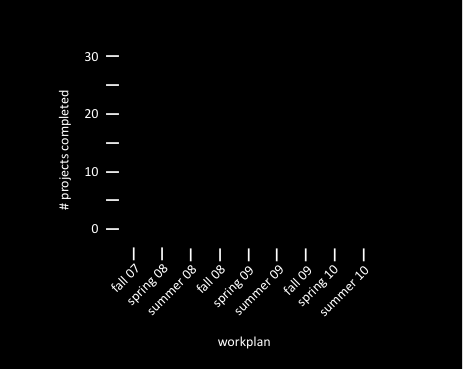 30
20
10
0
# projects completed
fall 07
spring 08
summer 08
fall 08
spring 09
summer 09
fall 09
spring 10
summer 10
workplan